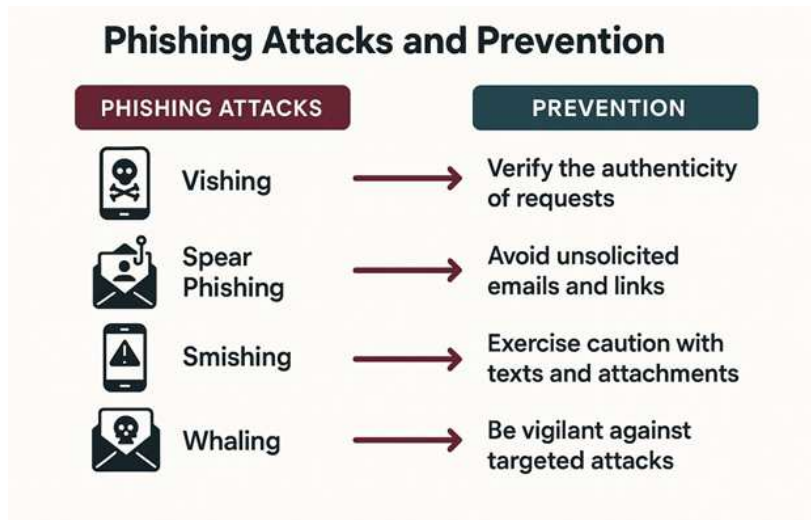 Phishing Attacks and Prevention
PHISHING ATTACKS
PREVENTION
Vishing
Verify the authenticity
of requests
Spear
Phishing
Avoid unsolicited
emails and links
Smishing
Exercise caution with
texts and attachments
Whaling
Be vigilant against
targeted attacks